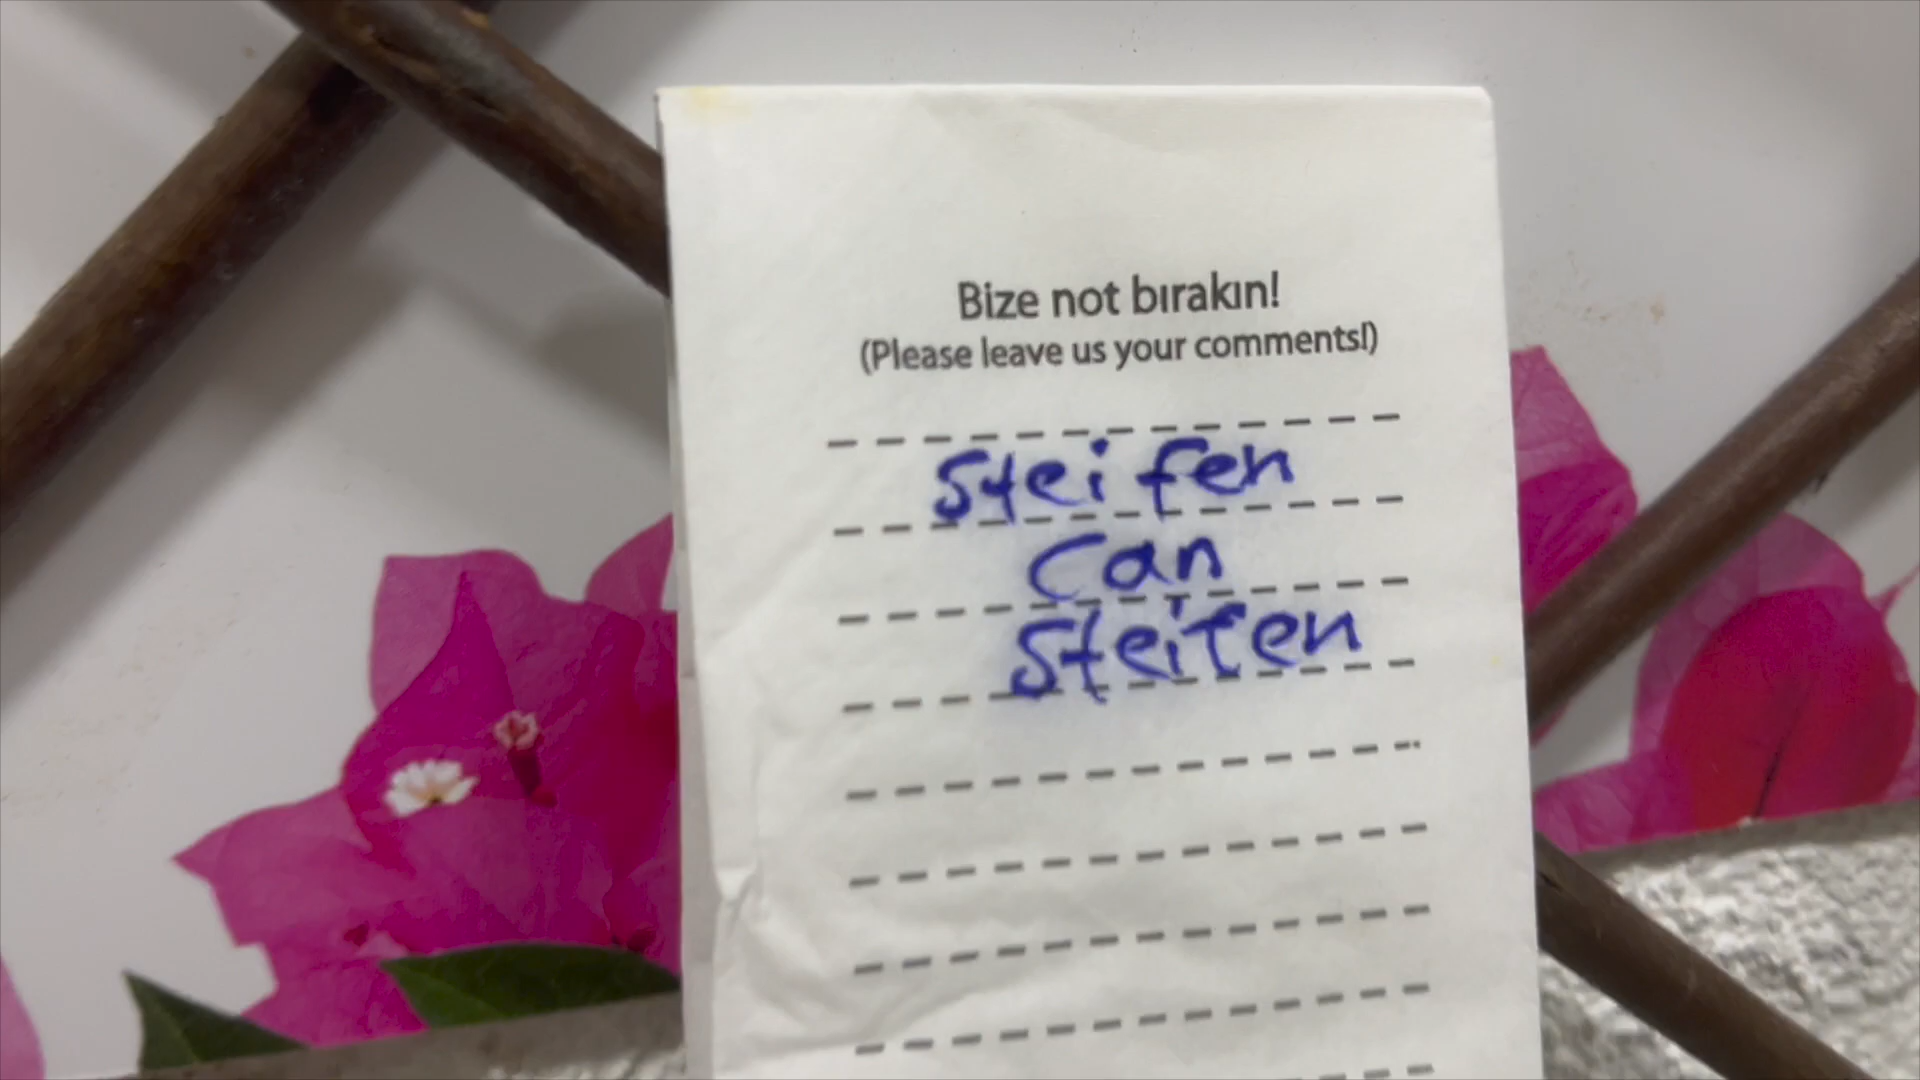 Bize not bırakın!
(Please leave us your comments!)
Steifen
can
Steifen